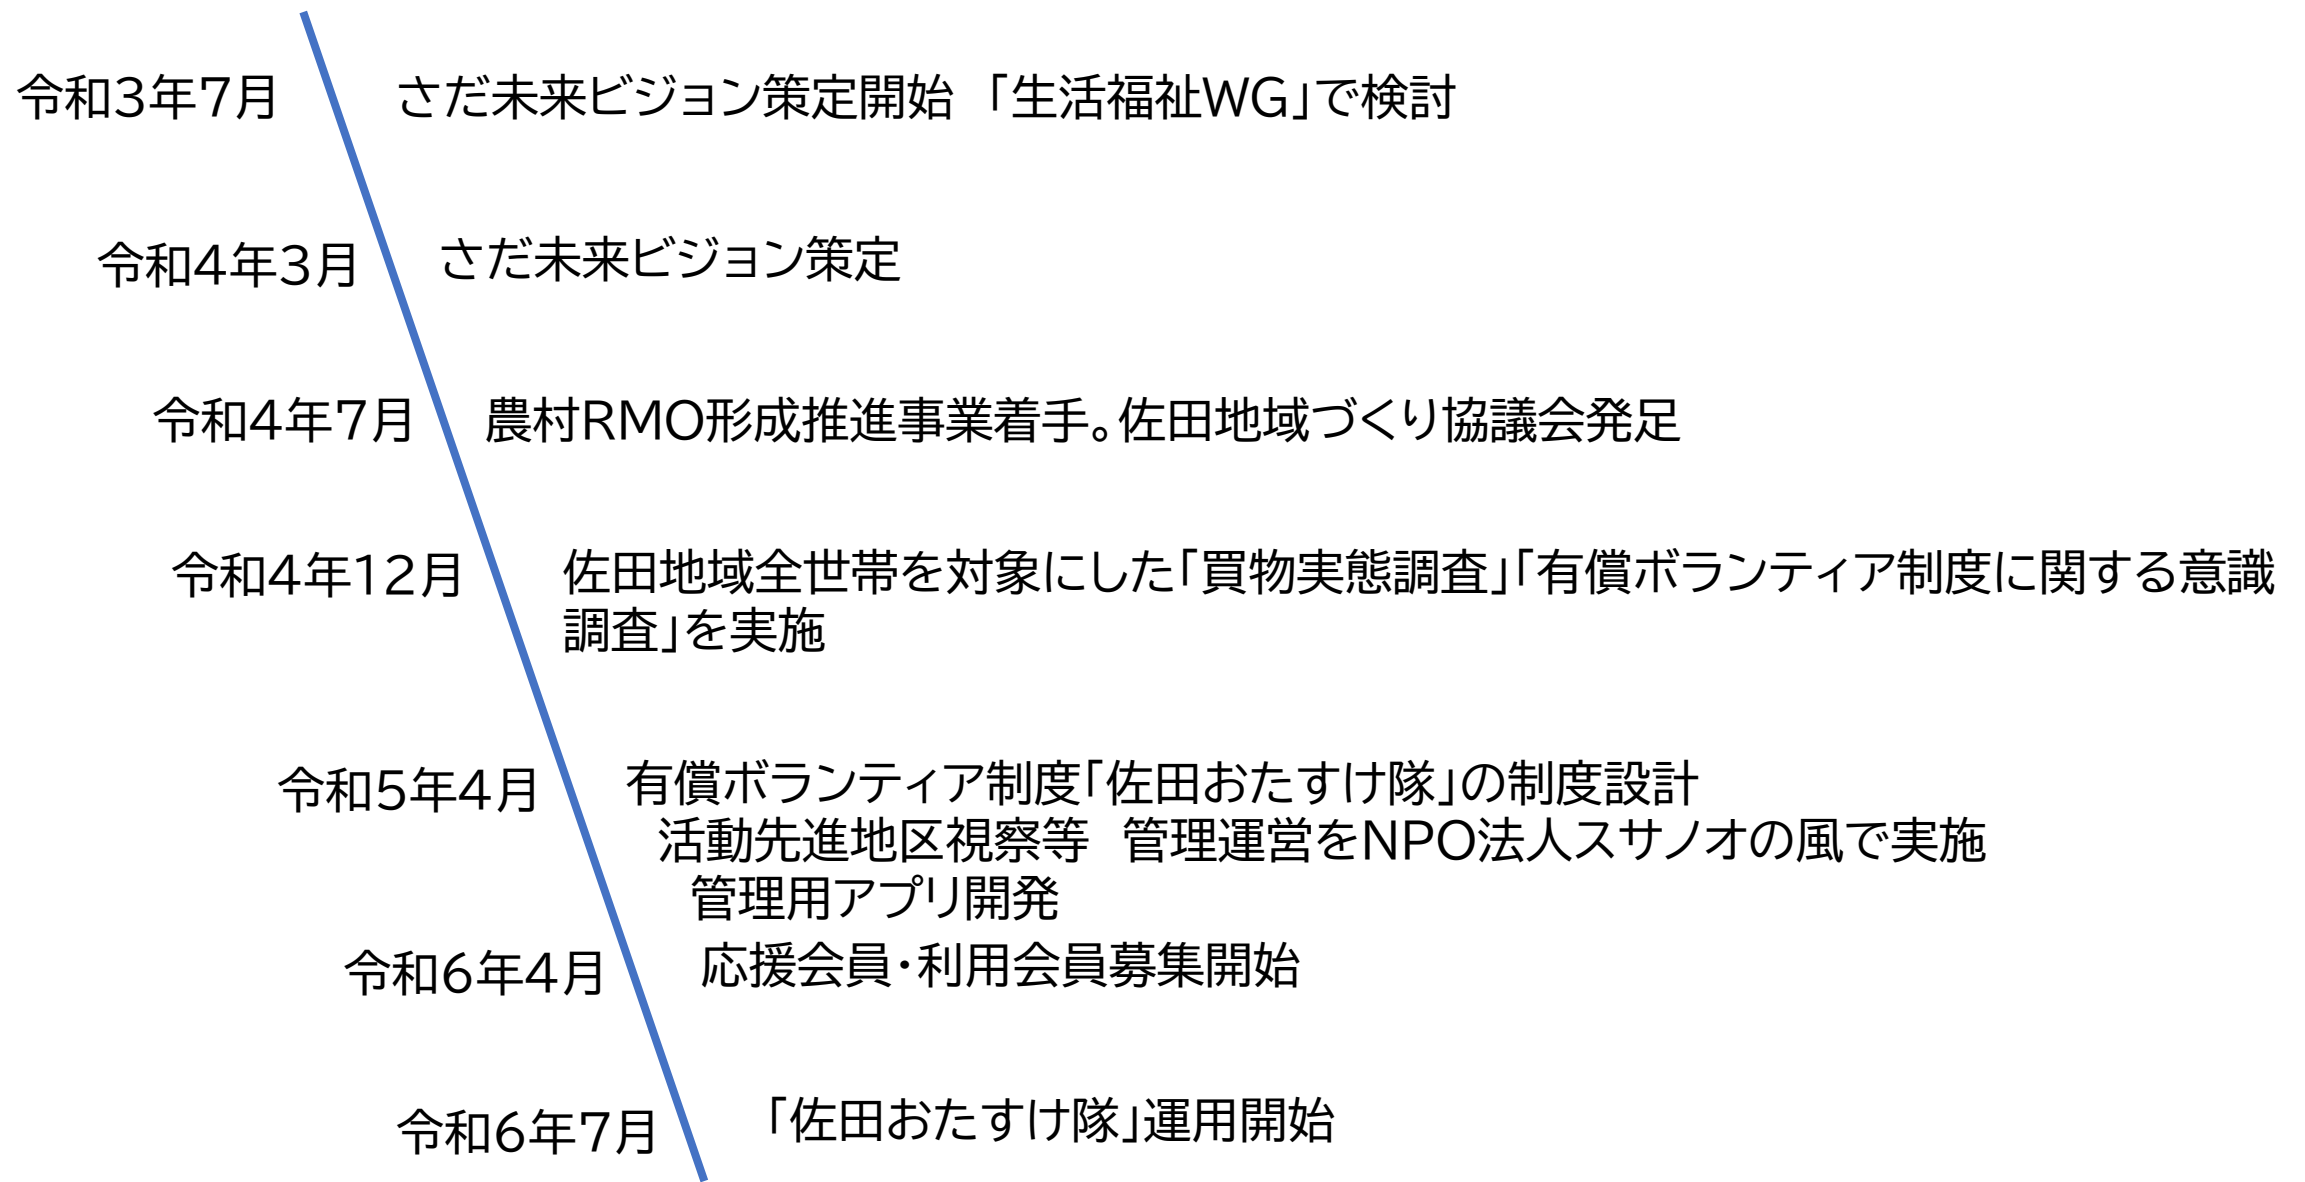 令和3年7月 さだ未来ビジョン策定開始 「生活福祉WG」で検討
令和4年3月 さだ未来ビジョン策定
令和4年7月 農村RMO形成推進事業着手。佐田地域づくり協議会発足
令和4年12月 佐田地域全世帯を対象にした「買物実態調査」「有償ボランティア制度に関する意識
調査」を実施
令和5年4月 有償ボランティア制度「佐田おたすけ隊」の制度設計
活動先進地区視察等 管理運営をNPO法人スサノオの風で実施
管理用アプリ開発
令和6年4月 応援会員・利用会員募集開始
令和6年7月 「佐田おたすけ隊」運用開始